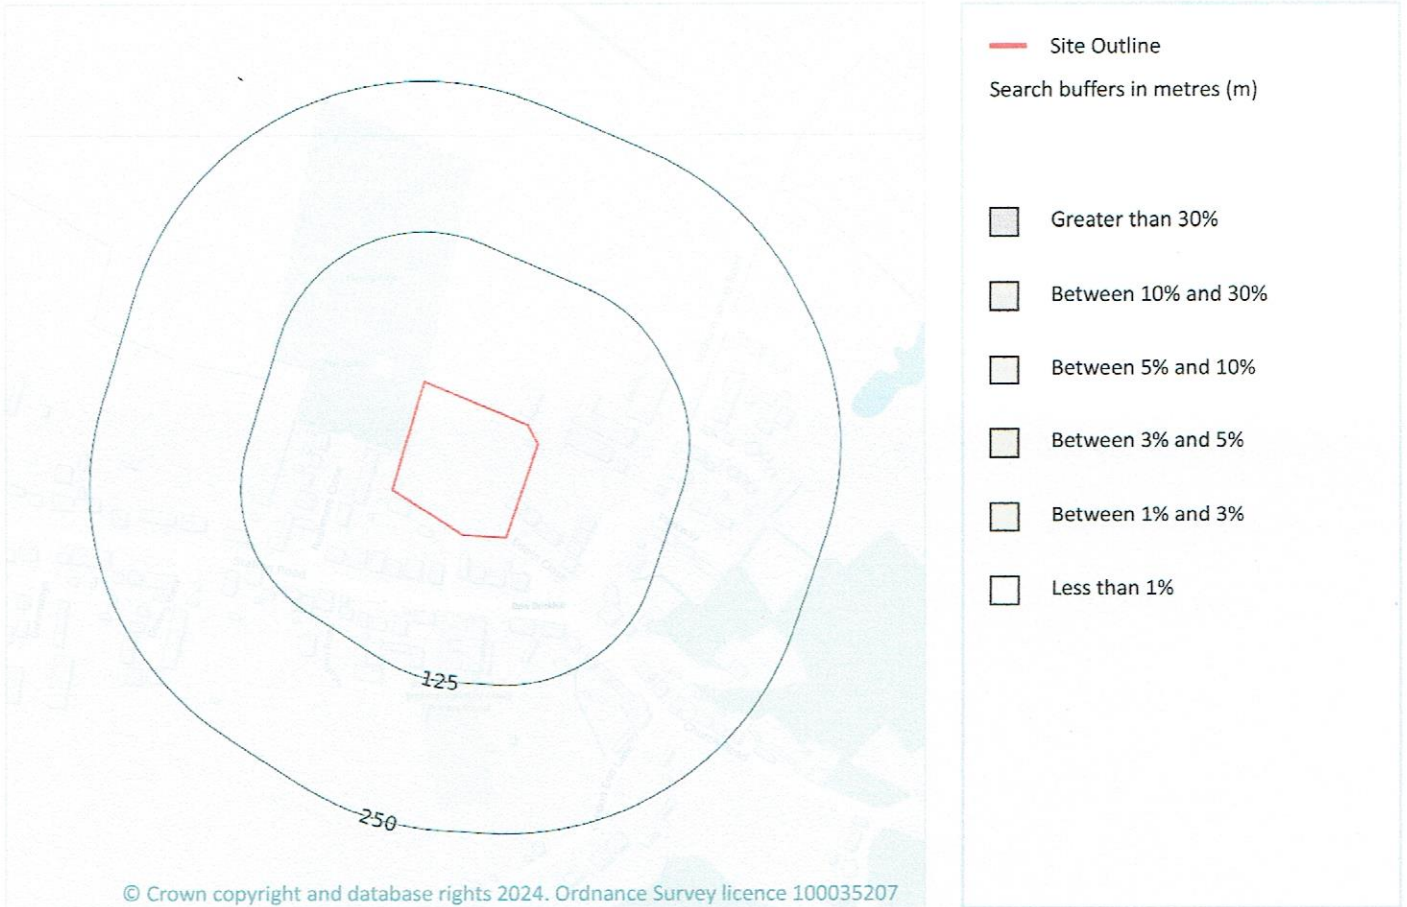 Site Outline
Search buffers in metres (m)
Greater than 30%
Between 10% and 30%
Between 5% and 10%
Between 3% and 5%
Between 1% and 3%
Less than 1%
125
250
© Crown copyright and database rights 2024. Ordnance Survey licence 100035207